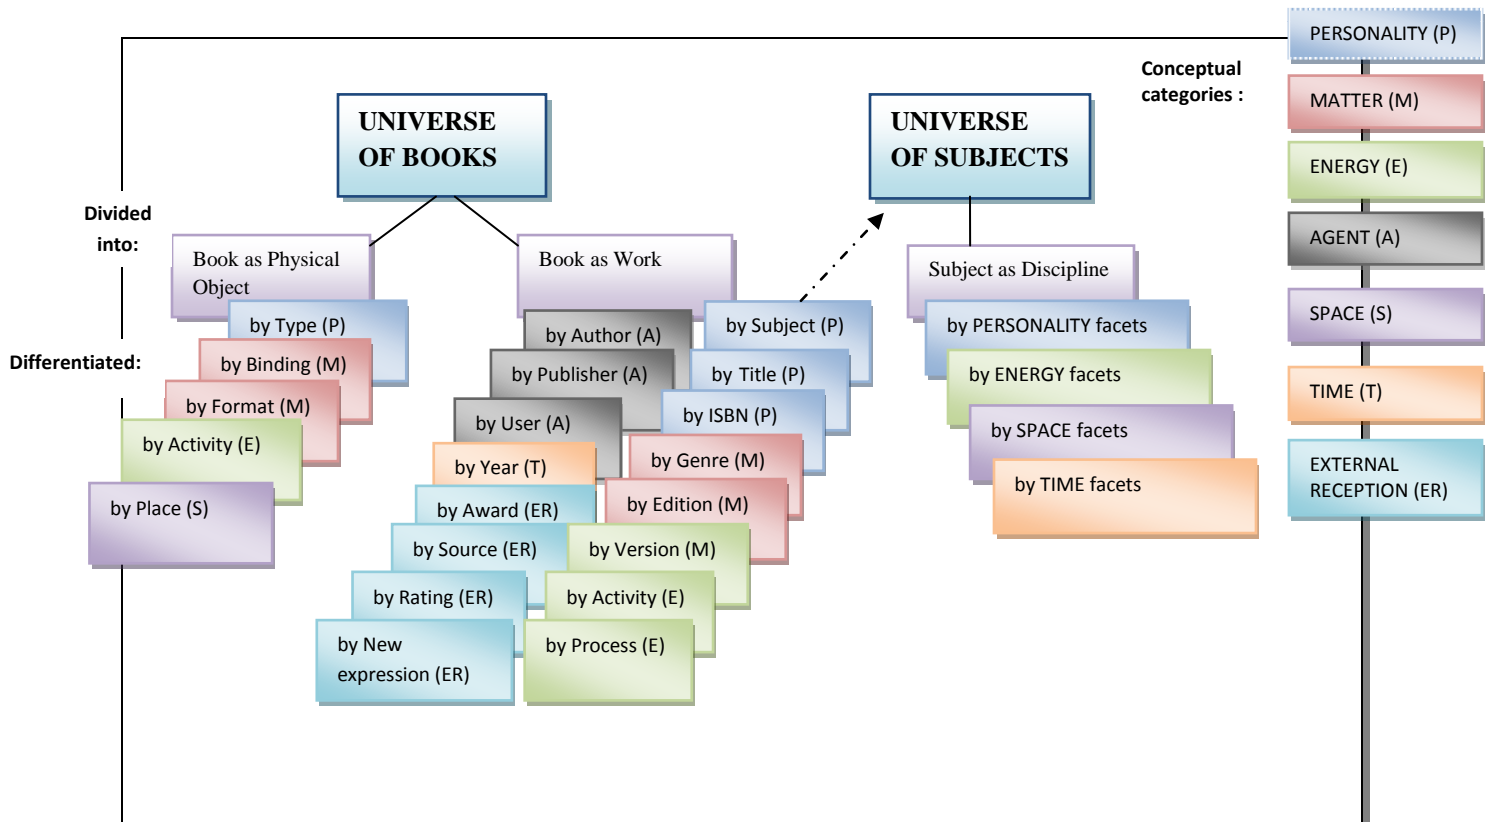 PERSONALITY (P)
Conceptual
categories :
MATTER (M)
ENERGY (E)
AGENT (A)
SPACE (S)
TIME (T)
EXTERNAL
RECEPTION (ER)
UNIVERSE
OF BOOKS
UNIVERSE
OF SUBJECTS
Divided
into:
Book as Physical
Object
Book as Work
Subject as Discipline
Differentiated:
by Type (P)
by Binding (M)
by Format (M)
by Activity (E)
by Place (S)
by Author (A)
by Publisher (A)
by User (A)
by Year (T)
by Award (ER)
by Source (ER)
by Rating (ER)
by New
expression (ER)
by Subject (P)
by Title (P)
by ISBN (P)
by Genre (M)
by Edition (M)
by Version (M)
by Activity (E)
by Process (E)
by PERSONALITY facets
by ENERGY facets
by SPACE facets
by TIME facets